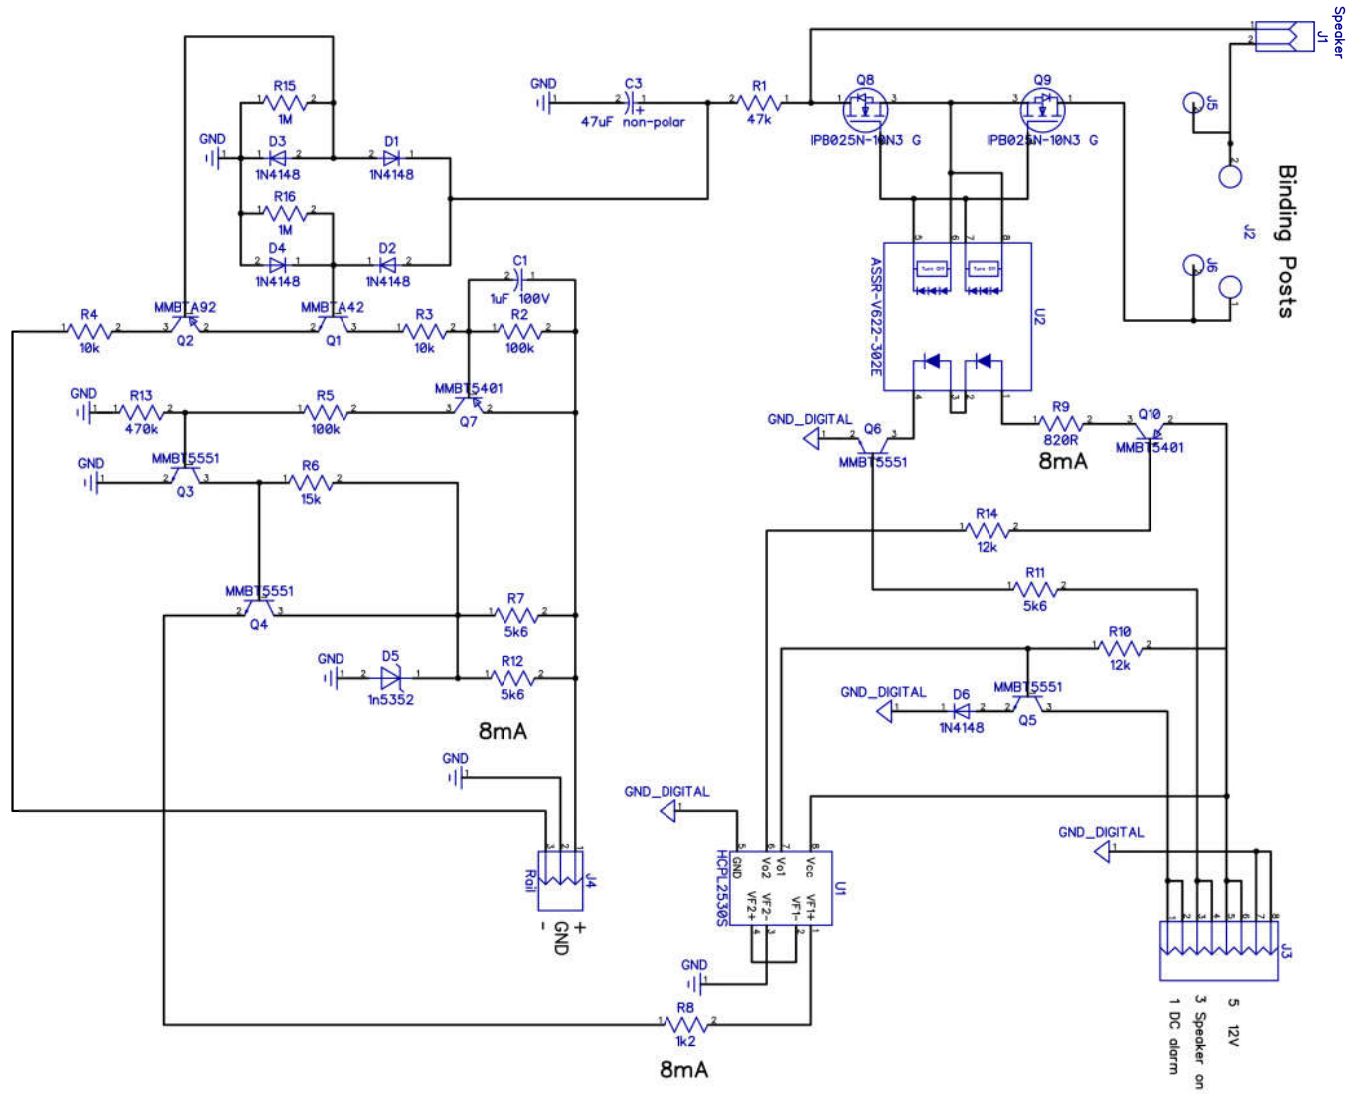 Speaker
J1
1
2
R15
1M
GND
D3
1N4148
D1
1N4148
R16
1M
D4
1N4148
D2
1N4148
GND
C3
47uF non-polar
R1
47k
Q8
IPB025N-10N3 G
Q9
IPB025N-10N3 G
J5
Binding Posts
J2
J6
C1
1uF 100V
MMBTA92
Q2
MMBTA42
Q1
R4
10k
R3
10k
R2
100k
Turn Off
Turn Off
ASSR-V622-302E
U2
GND
R13
470k
R5
100k
MMBT5401
Q7
GND
MMBT5551
Q3
R6
15k
GND_DIGITAL
Q6
MMBT5551
R9
820R
8mA
Q10
MMBT5401
R14
12k
R11
5k6
MMBT5551
Q4
R7
5k6
GND
D5
1n5352
R12
5k6
8mA
R10
12k
GND_DIGITAL
D6
1N4148
MMBT5551
Q5
GND
GND_DIGITAL
GND_DIGITAL
J4
Rail
+
GND
-
HCPL2530S
GND
Vo2
Vo1
Vcc
VF2+
VF2-
VF1-
VF1+
U1
GND
R8
1k2
8mA
J3
5 12V
3 Speaker on
1 DC alarm